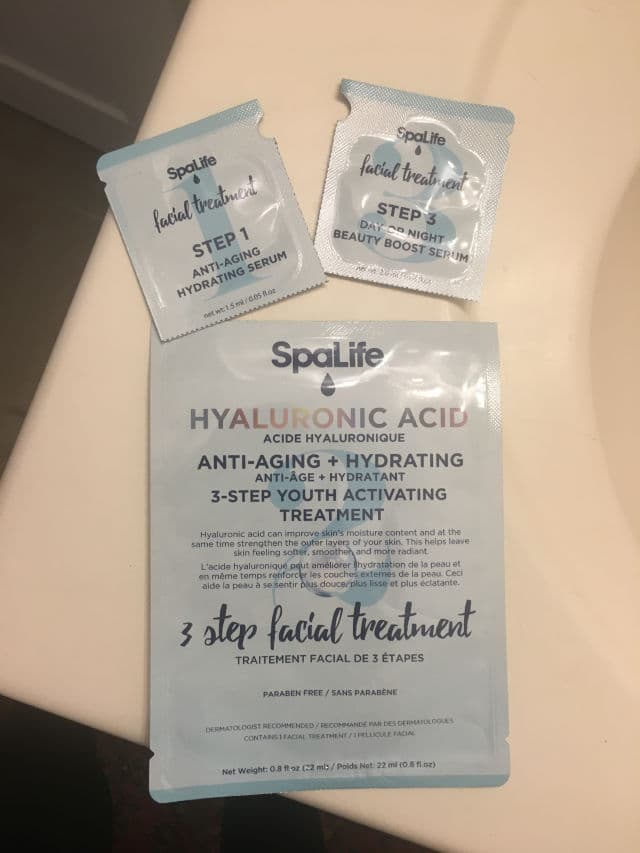 SpaLife
facial treatment
STEP 1
ANTI-AGING
HYDRATING SERUM
net wt: 1.5 ml / 0.05 fl oz
1
SpaLife
facial treatment
STEP 3
DAY OR NIGHT
BEAUTY BOOST SERUM
3
SpaLife
HYALURONIC ACID
ACIDE HYALURONIQUE
ANTI-AGING + HYDRATING
ANTI-ÂGE + HYDRATANT
3-STEP YOUTH ACTIVATING
TREATMENT
2
Hyaluronic acid can improve skin's moisture content and at the
same time strengthen the outer layers of your skin. This helps leave
skin feeling softer, smoother and more radiant.
L'acide hyaluronique peut améliorer l'hydratation de la peau et
en même temps renforcer les couches externes de la peau. Ceci
aide la peau à se sentir plus douce, plus lisse et plus éclatante.
3 step facial treatment
TRAITEMENT FACIAL DE 3 ÉTAPES
PARABEN FREE / SANS PARABÈNE
DERMATOLOGIST RECOMMENDED / RECOMMANDÉ PAR DES DERMATOLOGUES
CONTAINS 1 FACIAL TREATMENT / 1 PELLICULE FACIAL
Net Weight: 0.8 fl oz (22 ml) / Poids Net: 22 ml (0.8 fl.oz)